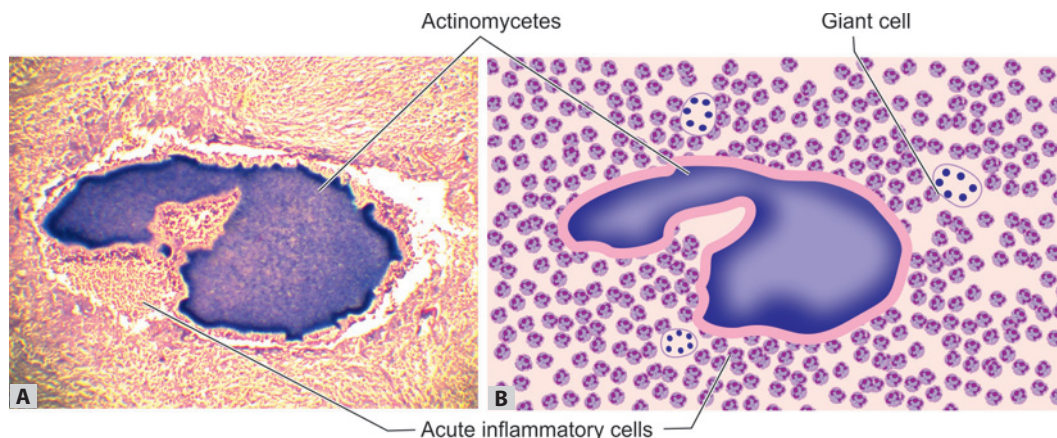 Actinomycetes
Giant cell
A
B
Acute inflammatory cells